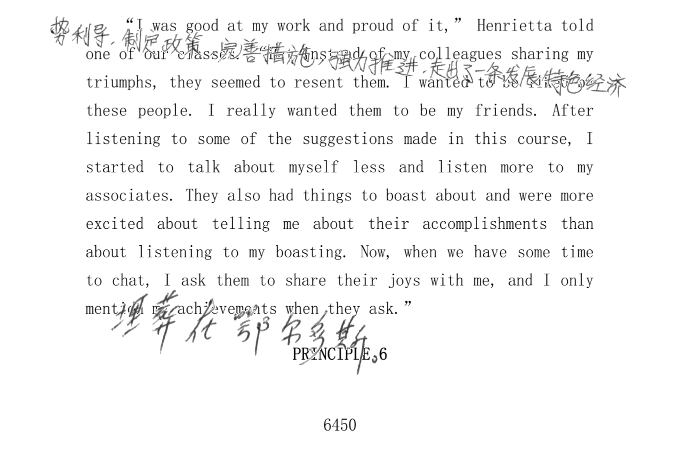 “I was good at my work and proud of it,” Henrietta told
势利导，制定政策，完善措施，强力推进，走出了一条发展特色经济
one of our classes. “But instead of my colleagues sharing my
triumphs, they seemed to resent them. I wanted to be liked by
these people. I really wanted them to be my friends. After
listening to some of the suggestions made in this course, I
started to talk about myself less and listen more to my
associates. They also had things to boast about and were more
excited about telling me about their accomplishments than
about listening to my boasting. Now, when we have some time
to chat, I ask them to share their joys with me, and I only
mention my achievements when they ask.”
埋葬在鄂尔多斯。
PRINCIPLE 6
6450